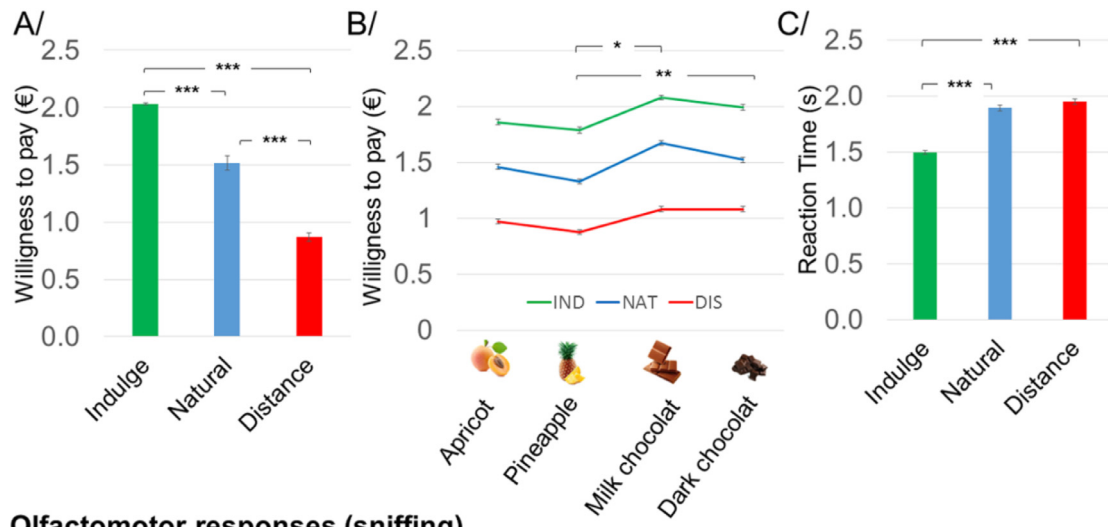 A/
Willigness to pay (€)
2.5
2.0
1.5
1.0
0.5
0.0
***
***
***
Indulge
Natural
Distance
B/
Willigness to pay (€)
2.5
2
1.5
1
0.5
0
*
**
IND NAT DIS
Apricot
Pineapple
Milk chocolat
Dark chocolat
C/
Reaction Time (s)
2.5
2.0
1.5
1.0
0.5
0.0
***
***
Indulge
Natural
Distance
Olfactomotor responses (sniffing)